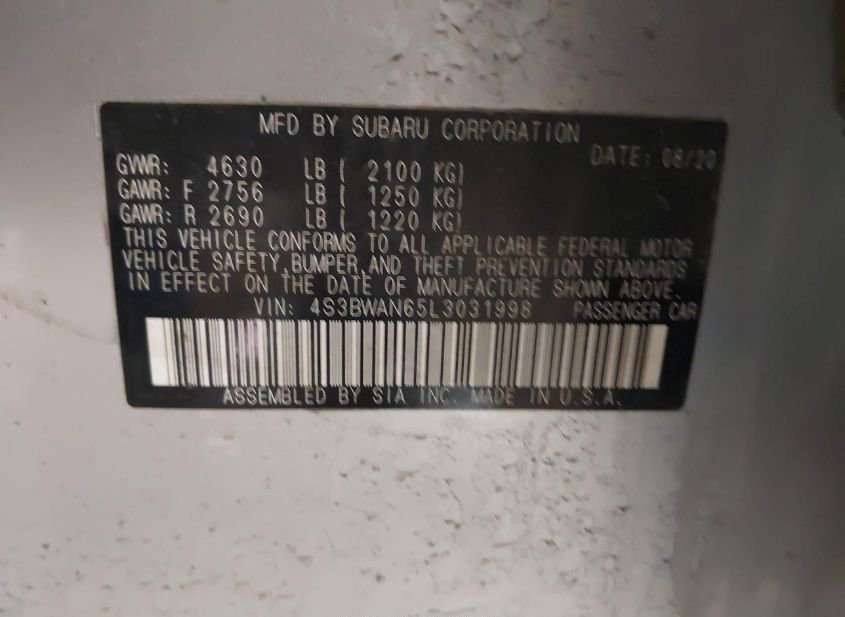 MFD BY SUBARU CORPORATION
DATE: 08/20
GVWR: 4630 LB ( 2100 KG)
GAWR: F 2756 LB ( 1250 KG)
GAWR: R 2690 LB ( 1220 KG)
THIS VEHICLE CONFORMS TO ALL APPLICABLE FEDERAL MOTOR
VEHICLE SAFETY,BUMPER,AND THEFT PREVENTION STANDARDS
IN EFFECT ON THE DATE OF MANUFACTURE SHOWN ABOVE.
VIN: 4S3BWAN65L3031998 PASSENGER CAR
ASSEMBLED BY SIA INC. MADE IN U.S.A.